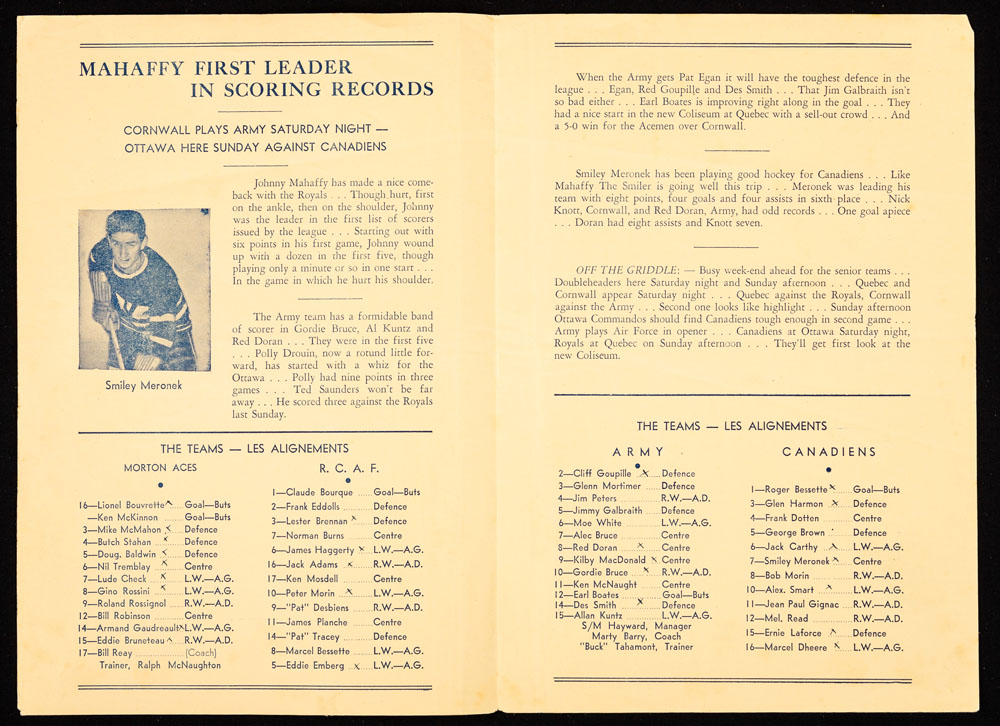 MAHAFFY FIRST LEADER
IN SCORING RECORDS
CORNWALL PLAYS ARMY SATURDAY NIGHT —
OTTAWA HERE SUNDAY AGAINST CANADIENS
Johnny Mahaffy has made a nice come-
back with the Royals . . . Though hurt, first
on the ankle, then on the shoulder, Johnny
was the leader in the first list of scorers
issued by the league . . . Starting out with
six points in his first game, Johnny wound
up with a dozen in the first five, though
playing only a minute or so in one start . . .
In the game in which he hurt his shoulder.
Smiley Meronek
The Army team has a formidable band
of scorer in Gordie Bruce, Al Kuntz and
Red Doran . . . They were in the first five
. . . Polly Drouin, now a rotund little for-
ward, has started with a whiz for the
Ottawa . . . Polly had nine points in three
games . . . Ted Saunders won't be far
away . . . He scored three against the Royals
last Sunday.
THE TEAMS — LES ALIGNEMENTS
MORTON ACES
16—Lionel Bouvrette x Goal—Buts
—Ken McKinnon ...... Goal—Buts
3—Mike McMahon x Defence
4—Butch Stahan x Defence
5—Doug. Baldwin x Defence
6—Nil Tremblay x Centre
7—Lude Check x L.W.—A.G.
8—Gino Rossini x L.W.—A.G.
9—Roland Rossignol .. R.W.—A.D.
12—Bill Robinson ...... Centre
14—Armand Gaudreault x L.W.—A.G.
15—Eddie Bruneteau x R.W.—A.D.
17—Bill Reay ...... (Coach)
Trainer, Ralph McNaughton
R. C. A. F.
1—Claude Bourque .... Goal—Buts
2—Frank Eddolls ...... Defence
3—Lester Brennan x Defence
7—Norman Burns ...... Centre
6—James Haggerty x L.W.—A.G.
16—Jack Adams x R.W.—A.D.
17—Ken Mosdell ...... Centre
10—Peter Morin x L.W.—A.G.
9—"Pat" Desbiens .... R.W.—A.D.
11—James Planche .... Centre
14—"Pat" Tracey ...... Defence
8—Marcel Bessette .... L.W.—A.G.
5—Eddie Emberg x L.W.—A.G.
When the Army gets Pat Egan it will have the toughest defence in the
league . . . Egan, Red Goupille and Des Smith . . . That Jim Galbraith isn't
so bad either . . . Earl Boates is improving right along in the goal . . . They
had a nice start in the new Coliseum at Quebec with a sell-out crowd . . . And
a 5-0 win for the Acemen over Cornwall.
Smiley Meronek has been playing good hockey for Canadiens . . . Like
Mahaffy The Smiler is going well this trip . . . Meronek was leading his
team with eight points, four goals and four assists in sixth place . . . Nick
Knott, Cornwall, and Red Doran, Army, had odd records . . . One goal apiece
. . . Doran had eight assists and Knott seven.
OFF THE GRIDDLE: — Busy week-end ahead for the senior teams . . .
Doubleheaders here Saturday night and Sunday afternoon . . . Quebec and
Cornwall appear Saturday night . . . Quebec against the Royals, Cornwall
against the Army . . . Second one looks like highlight . . . Sunday afternoon
Ottawa Commandos should find Canadiens tough enough in second game . . .
Army plays Air Force in opener . . . Canadiens at Ottawa Saturday night,
Royals at Quebec on Sunday afternoon . . . They'll get first look at the
new Coliseum.
THE TEAMS — LES ALIGNEMENTS
ARMY
2—Cliff Goupille x Defence
3—Glenn Mortimer .... Defence
4—Jim Peters ...... R.W.—A.D.
5—Jimmy Galbraith .... Defence
6—Moe White ...... L.W.—A.G.
7—Alec Bruce ...... Centre
8—Red Doran x Centre
9—Kilby MacDonald x Centre
10—Gordie Bruce x R.W.—A.D.
11—Ken McNaught .... Centre
12—Earl Boates ...... Goal—Buts
14—Des Smith x Defence
15—Allan Kuntz ...... L.W.—A.G.
S/M Hayward, Manager
Marty Barry, Coach
"Buck" Tahamont, Trainer
CANADIENS
1—Roger Bessette x Goal—Buts
3—Glen Harmon x Defence
4—Frank Dotten ...... Centre
5—George Brown ...... Defence
6—Jack Carthy x L.W.—A.G.
7—Smiley Meronek x Centre
8—Bob Morin ...... R.W.—A.D.
10—Alex. Smart x L.W.—A.G.
11—Jean Paul Gignac .. R.W.—A.D.
12—Mel. Read ...... R.W.—A.D.
15—Ernie Laforce x Defence
16—Marcel Dheere x L.W.—A.G.